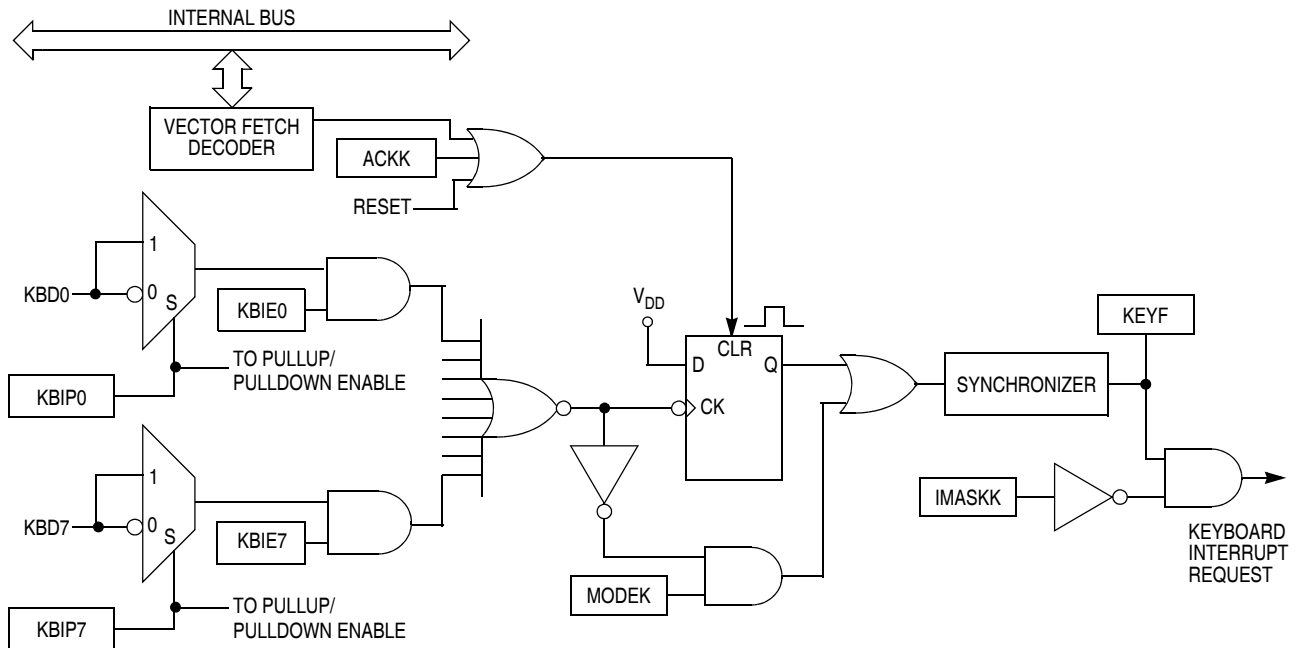 INTERNAL BUS
VECTOR FETCH
DECODER
ACKK
RESET
1
KBD0
0
S
KBIE0
TO PULLUP/
PULLDOWN ENABLE
KBIP0
VDD
CLR
D
Q
CK
KEYF
SYNCHRONIZER
1
KBD7
0
S
KBIE7
TO PULLUP/
PULLDOWN ENABLE
KBIP7
MODEK
IMASKK
KEYBOARD
INTERRUPT
REQUEST